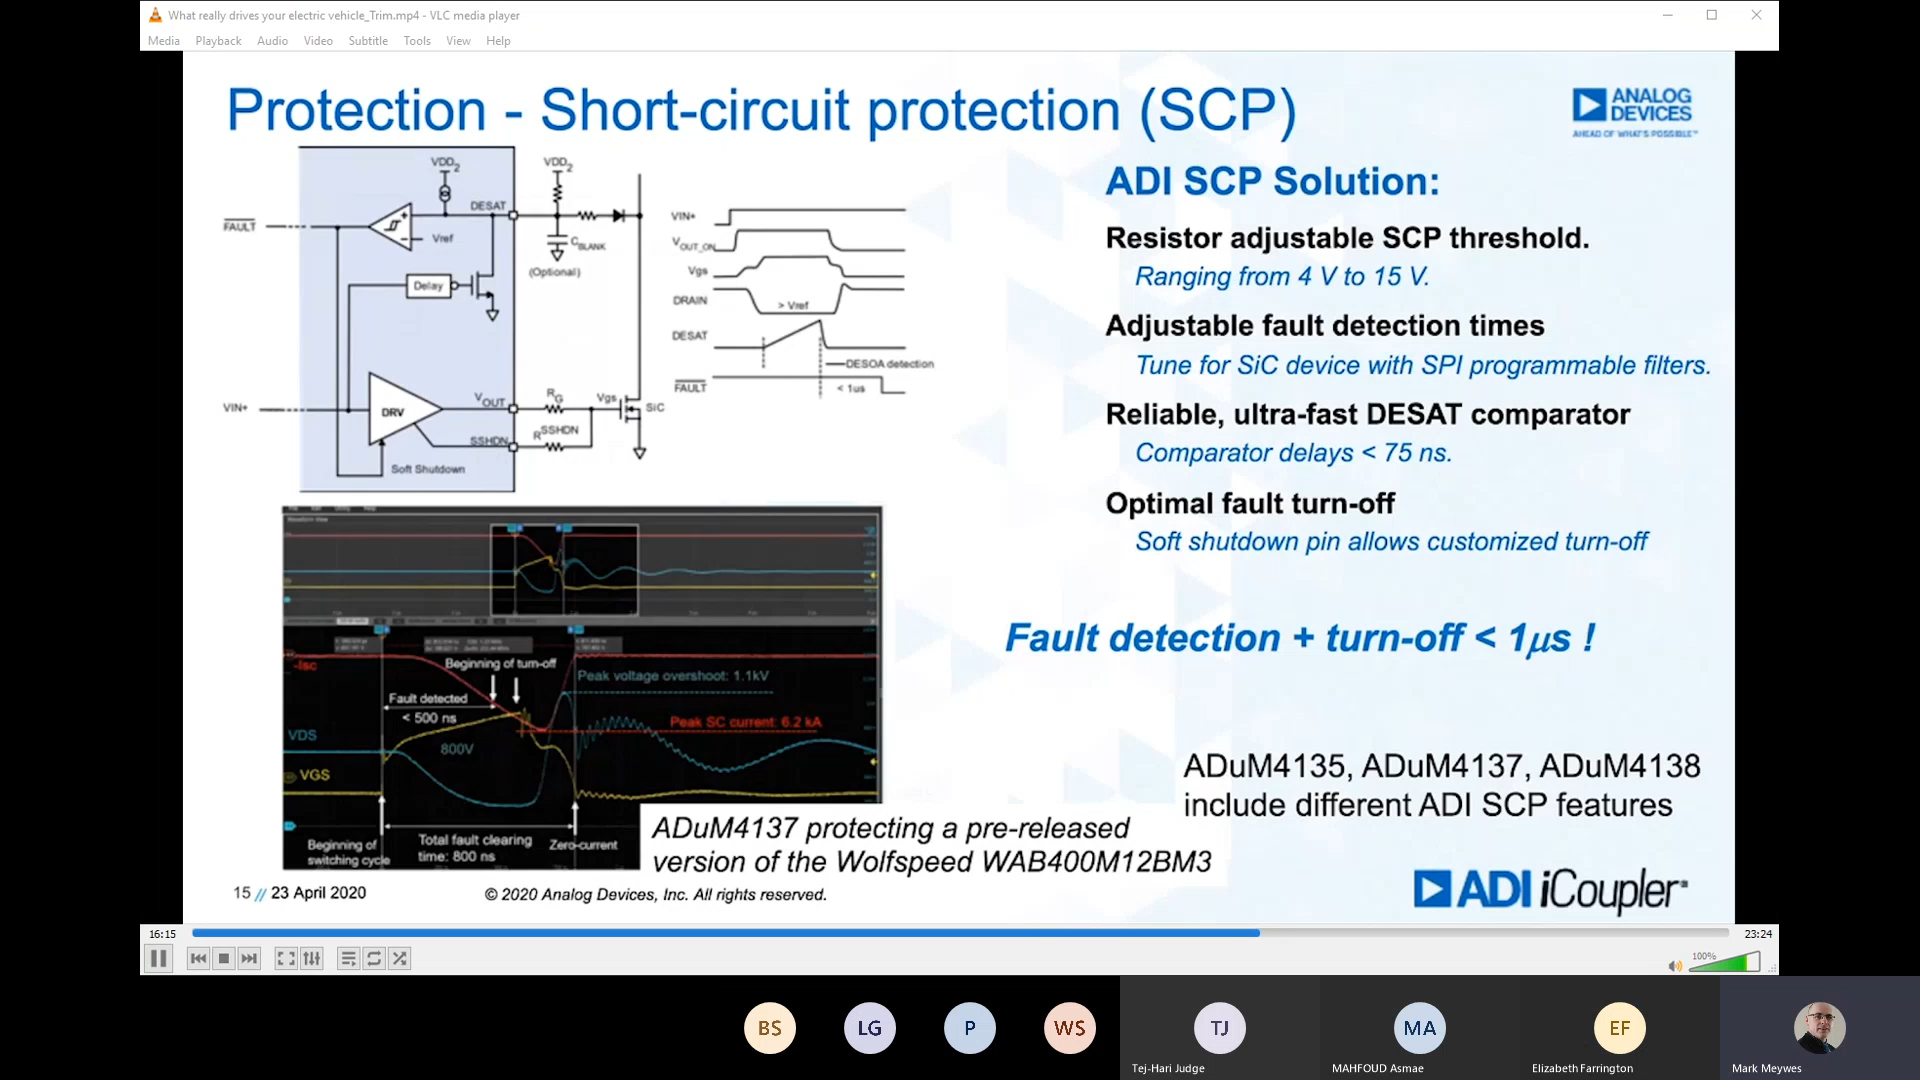 What really drives your electric vehicle_Trim.mp4 - VLC media player
Media Playback Audio Video Subtitle Tools View Help
Protection - Short-circuit protection (SCP)
ANALOG
DEVICES
AHEAD OF WHAT'S POSSIBLE™
VDD2
VDD2
DESAT
FAULT
Vref
CBLANK
(Optional)
Delay
VIN+
DRV
VOUT
RG
Vgs
SiC
SSHDN
RSSHDN
Soft Shutdown
VIN+
VOUT_ON
Vgs
DRAIN
> Vref
DESAT
DESOA detection
FAULT
< 1us
ADI SCP Solution:
Resistor adjustable SCP threshold.
Ranging from 4 V to 15 V.
Adjustable fault detection times
Tune for SiC device with SPI programmable filters.
Reliable, ultra-fast DESAT comparator
Comparator delays < 75 ns.
Optimal fault turn-off
Soft shutdown pin allows customized turn-off
Fault detection + turn-off < 1µs !
ADuM4135, ADuM4137, ADuM4138
include different ADI SCP features
-Isc
Beginning of turn-off
Peak voltage overshoot: 1.1kV
Fault detected
< 500 ns
Peak SC current: 6.2 kA
VDS
800V
VGS
Beginning of
switching cycle
Total fault clearing
time: 800 ns
Zero-current
ADuM4137 protecting a pre-released
version of the Wolfspeed WAB400M12BM3
15 // 23 April 2020
© 2020 Analog Devices, Inc. All rights reserved.
ADI iCoupler®
16:15
23:24
100%
BS
LG
P
WS
TJ
MA
EF
Tej-Hari Judge
MAHFOUD Asmae
Elizabeth Farrington
Mark Meywes